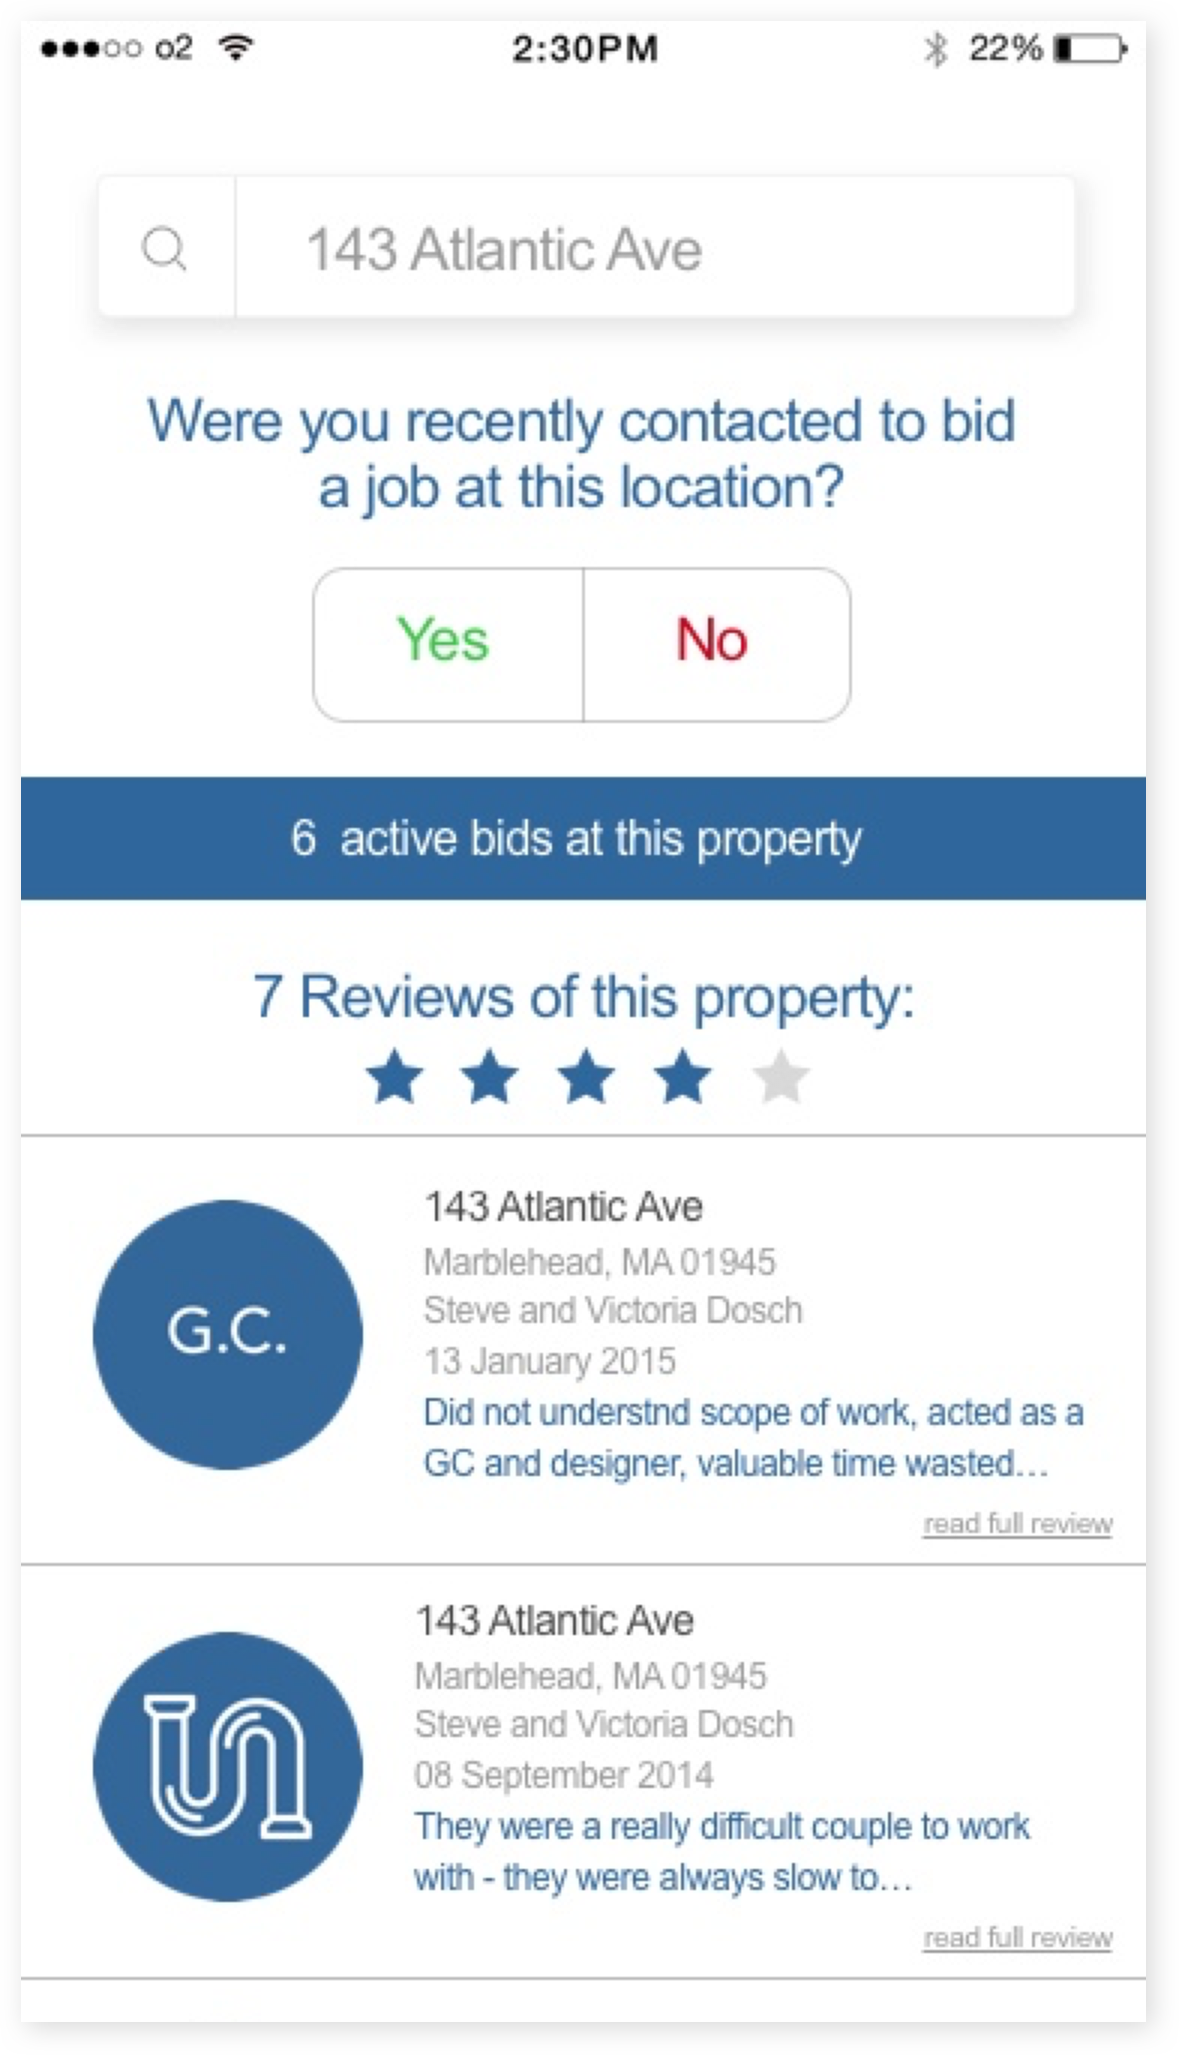 o2 2:30PM 22%
143 Atlantic Ave
Were you recently contacted to bid
a job at this location?
Yes No
6 active bids at this property
7 Reviews of this property:
G.C.
143 Atlantic Ave
Marblehead, MA 01945
Steve and Victoria Dosch
13 January 2015
Did not understnd scope of work, acted as a
GC and designer, valuable time wasted...
read full review
143 Atlantic Ave
Marblehead, MA 01945
Steve and Victoria Dosch
08 September 2014
They were a really difficult couple to work
with - they were always slow to...
read full review